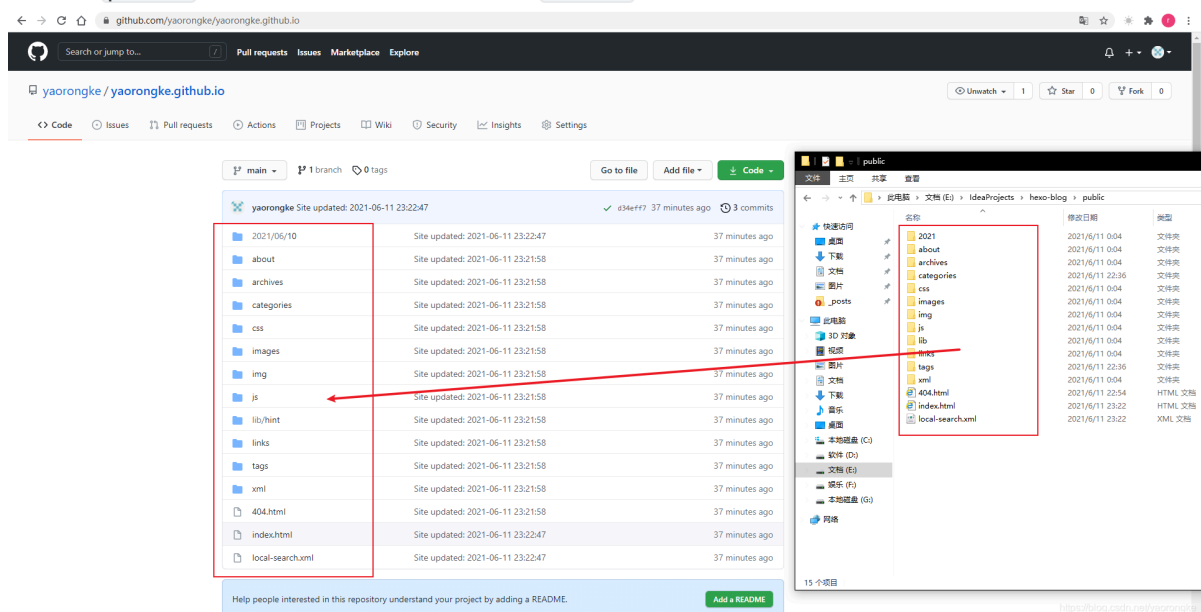 github.com/yaorongke/yaorongke.github.io
Search or jump to... / Pull requests Issues Marketplace Explore
yaorongke / yaorongke.github.io
Unwatch 1 Star 0 Fork 0
Code Issues Pull requests Actions Projects Wiki Security Insights Settings
main 1 branch 0 tags Go to file Add file Code
yaorongke Site updated: 2021-06-11 23:22:47 d34eff7 37 minutes ago 3 commits
2021/06/10 Site updated: 2021-06-11 23:22:47 37 minutes ago
about Site updated: 2021-06-11 23:21:58 37 minutes ago
archives Site updated: 2021-06-11 23:21:58 37 minutes ago
categories Site updated: 2021-06-11 23:21:58 37 minutes ago
css Site updated: 2021-06-11 23:21:58 37 minutes ago
images Site updated: 2021-06-11 23:21:58 37 minutes ago
img Site updated: 2021-06-11 23:21:58 37 minutes ago
js Site updated: 2021-06-11 23:21:58 37 minutes ago
lib/hint Site updated: 2021-06-11 23:21:58 37 minutes ago
links Site updated: 2021-06-11 23:21:58 37 minutes ago
tags Site updated: 2021-06-11 23:21:58 37 minutes ago
xml Site updated: 2021-06-11 23:21:58 37 minutes ago
404.html Site updated: 2021-06-11 23:21:58 37 minutes ago
index.html Site updated: 2021-06-11 23:22:47 37 minutes ago
local-search.xml Site updated: 2021-06-11 23:22:47 37 minutes ago
Help people interested in this repository understand your project by adding a README. Add a README
public
文件 主页 共享 查看
此电脑 › 文档 (E:) › IdeaProjects › hexo-blog › public
快速访问
桌面
下载
文档
图片
_posts
此电脑
3D 对象
视频
图片
文档
下载
音乐
桌面
本地磁盘 (C:)
软件 (D:)
文档 (E:)
娱乐 (F:)
本地磁盘 (G:)
网络
名称 修改日期 类型
2021 2021/6/11 0:04 文件夹
about 2021/6/11 0:04 文件夹
archives 2021/6/11 0:04 文件夹
categories 2021/6/11 22:36 文件夹
css 2021/6/11 0:04 文件夹
images 2021/6/11 0:04 文件夹
img 2021/6/11 0:04 文件夹
js 2021/6/11 0:04 文件夹
lib 2021/6/11 0:04 文件夹
links 2021/6/11 0:04 文件夹
tags 2021/6/11 22:36 文件夹
xml 2021/6/11 0:04 文件夹
404.html 2021/6/11 22:54 HTML 文档
index.html 2021/6/11 23:22 HTML 文档
local-search.xml 2021/6/11 23:22 XML 文档
15 个项目